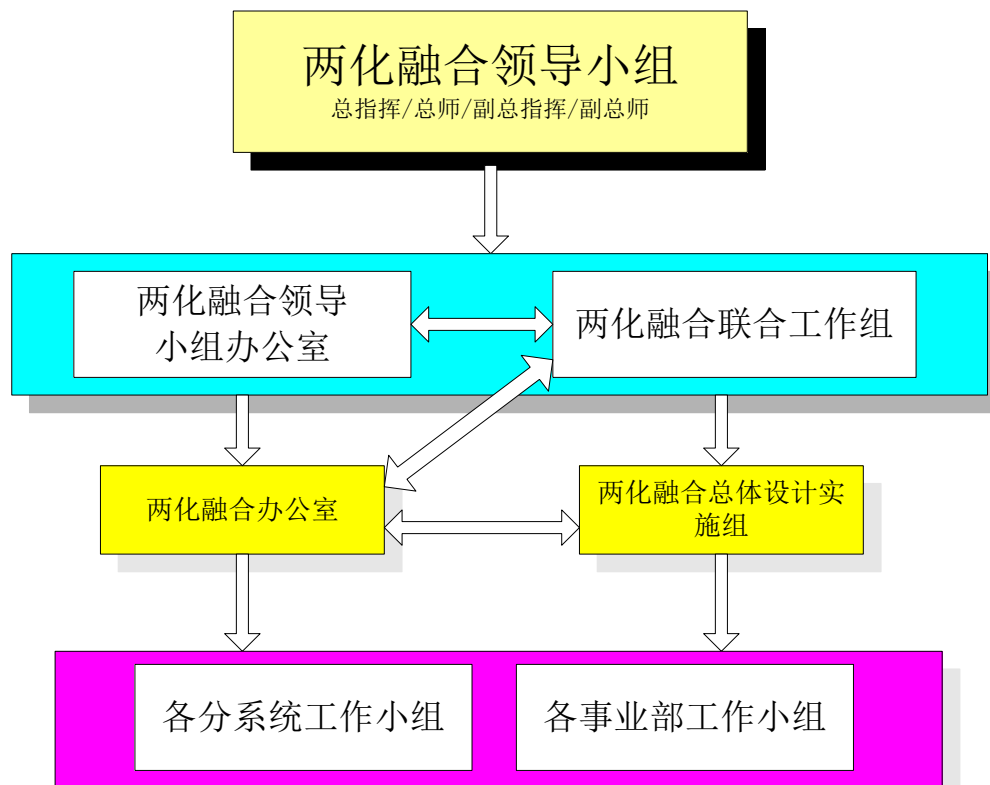 两化融合领导小组
总指挥/总师/副总指挥/副总师
两化融合领导
小组办公室
两化融合联合工作组
两化融合办公室
两化融合总体设计实
施组
各分系统工作小组
各事业部工作小组